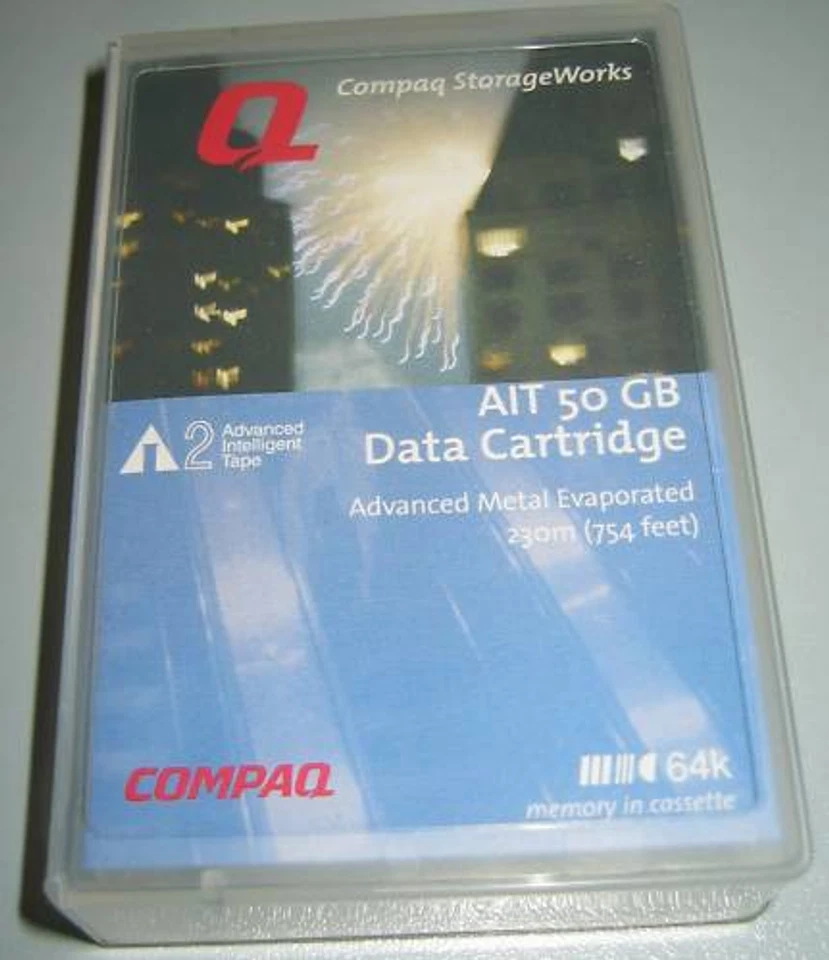 Q
Compaq StorageWorks
AIT 50 GB
Data Cartridge
AIT 2 Advanced
Intelligent
Tape
Advanced Metal Evaporated
230m (754 feet)
COMPAQ
64k
memory in cassette